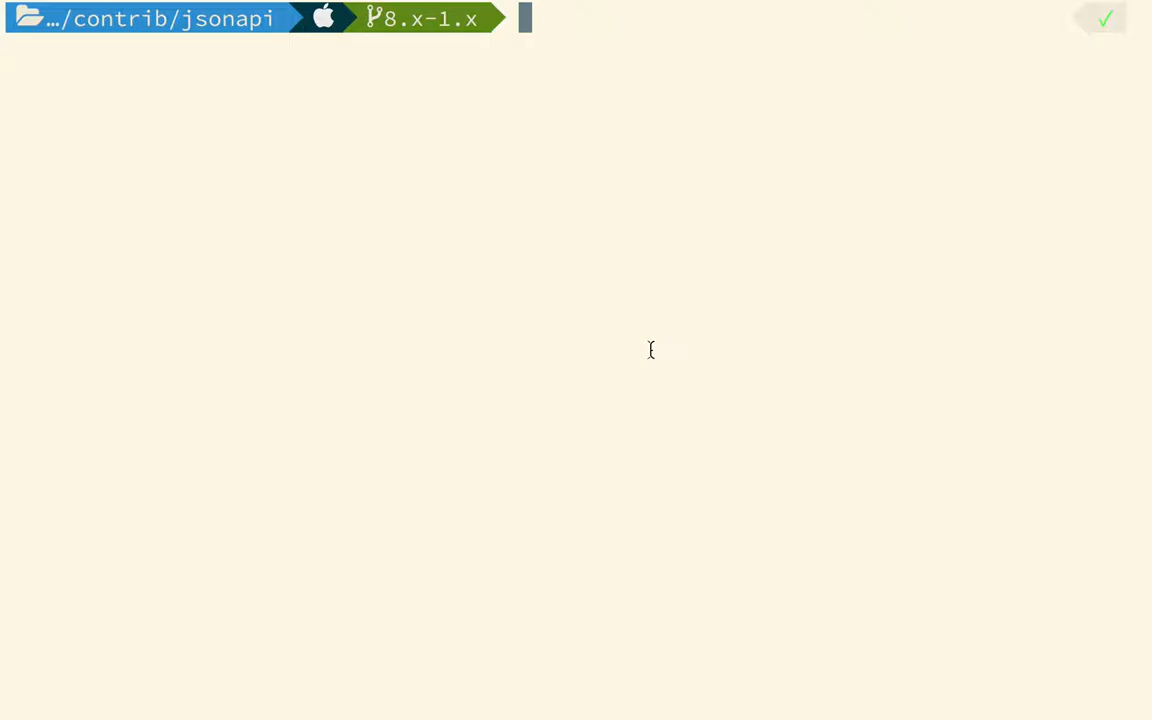 …/contrib/jsonapi 8.x-1.x ✓